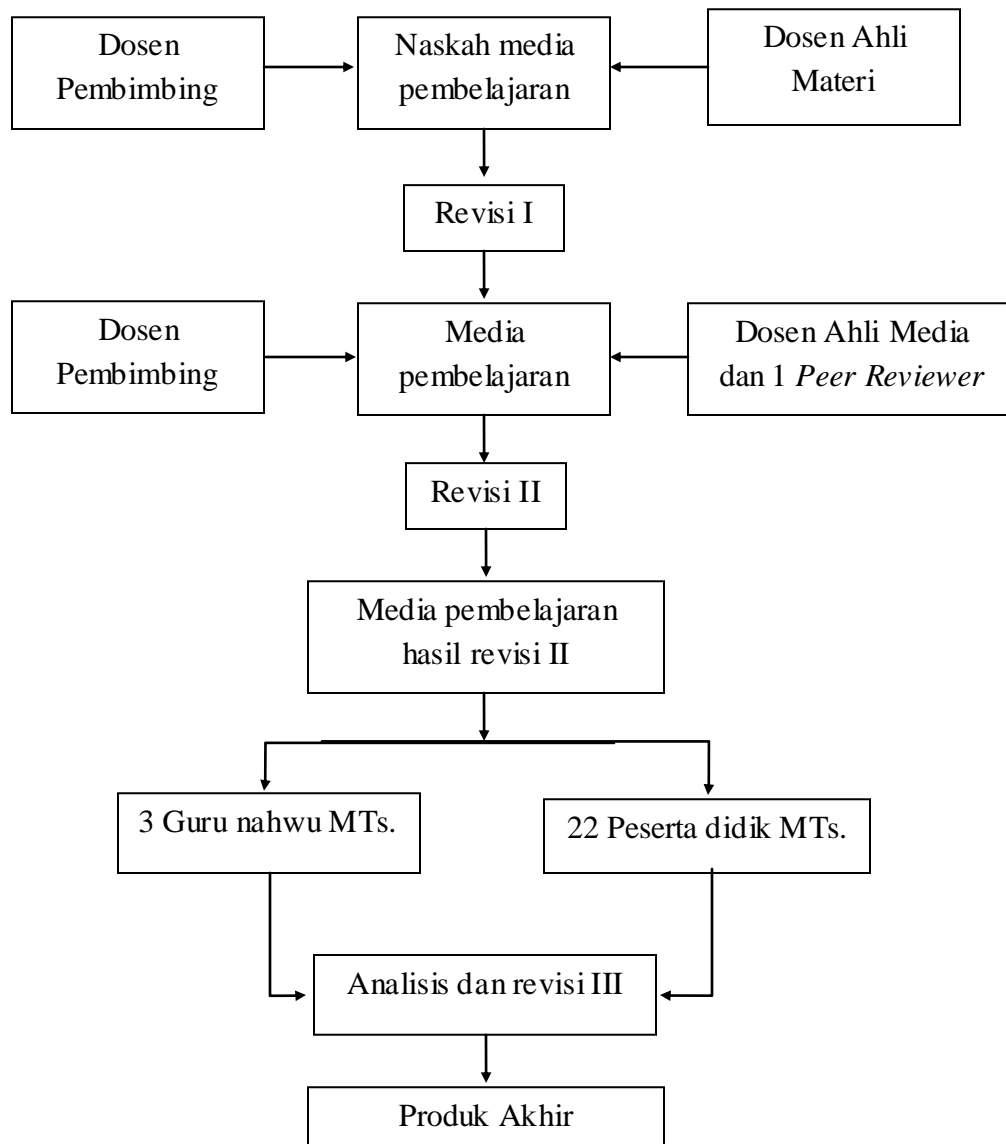 Dosen
Pembimbing
Naskah media
pembelajaran
Dosen Ahli
Materi
Revisi I
Dosen
Pembimbing
Media
pembelajaran
Dosen Ahli Media
dan 1 Peer Reviewer
Revisi II
Media pembelajaran
hasil revisi II
3 Guru nahwu MTs.
22 Peserta didik MTs.
Analisis dan revisi III
Produk Akhir